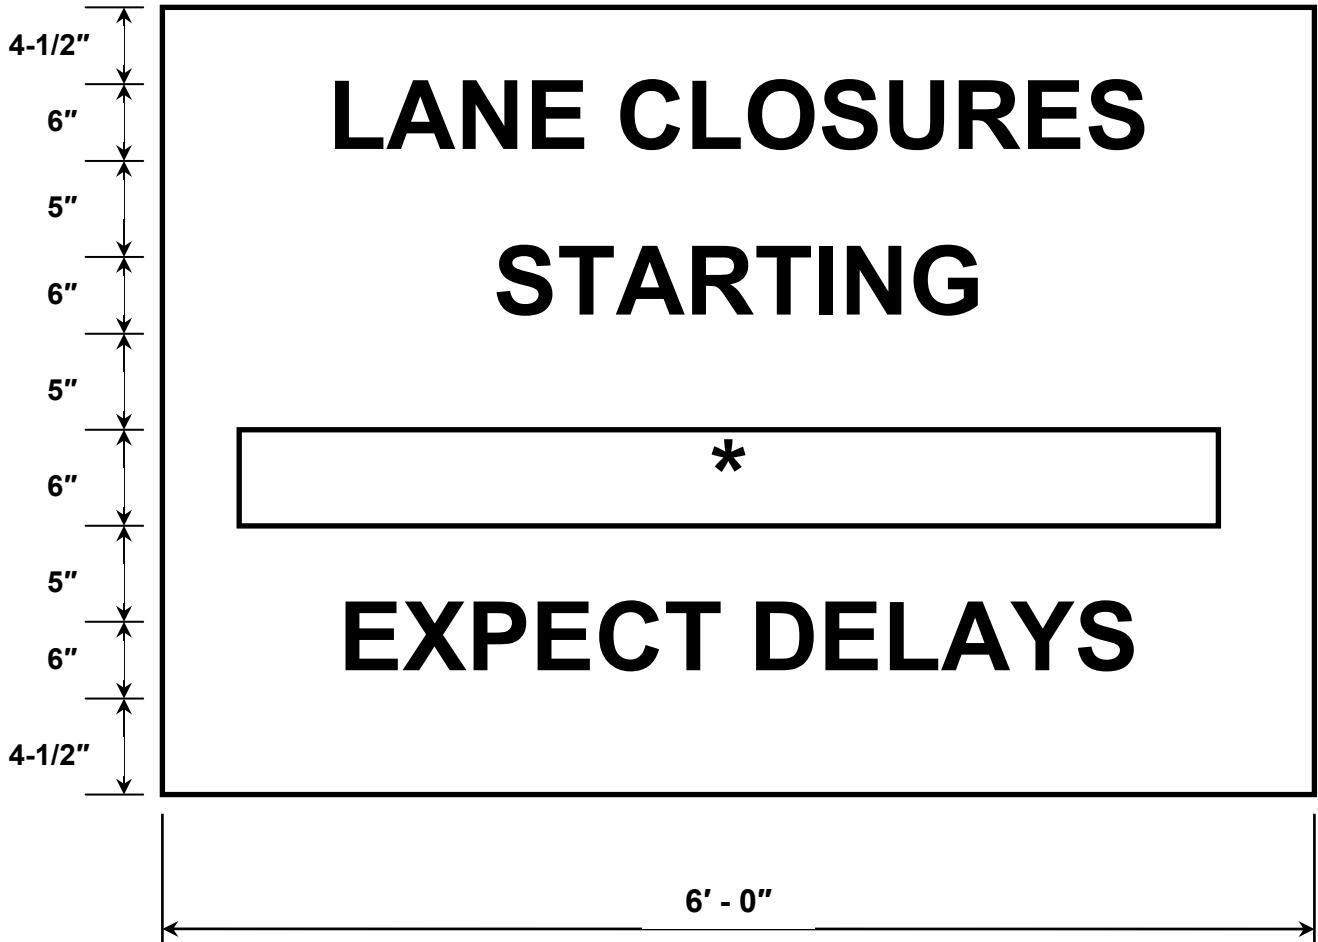 4-1/2"
LANE CLOSURES
6"
5"
STARTING
6"
5"
*
6"
5"
EXPECT DELAYS
6"
4-1/2"
6' - 0"